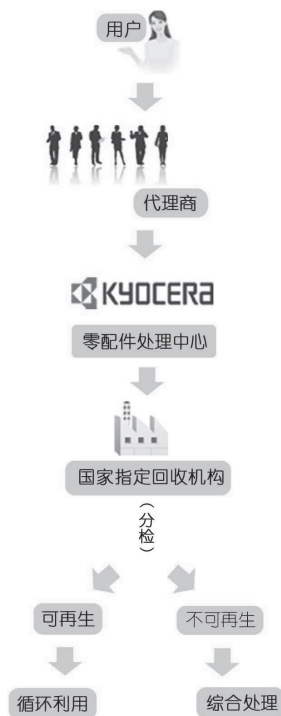 用户
代理商
KYOCERA
零配件处理中心
国家指定回收机构
（分检）
可再生
不可再生
循环利用
综合处理